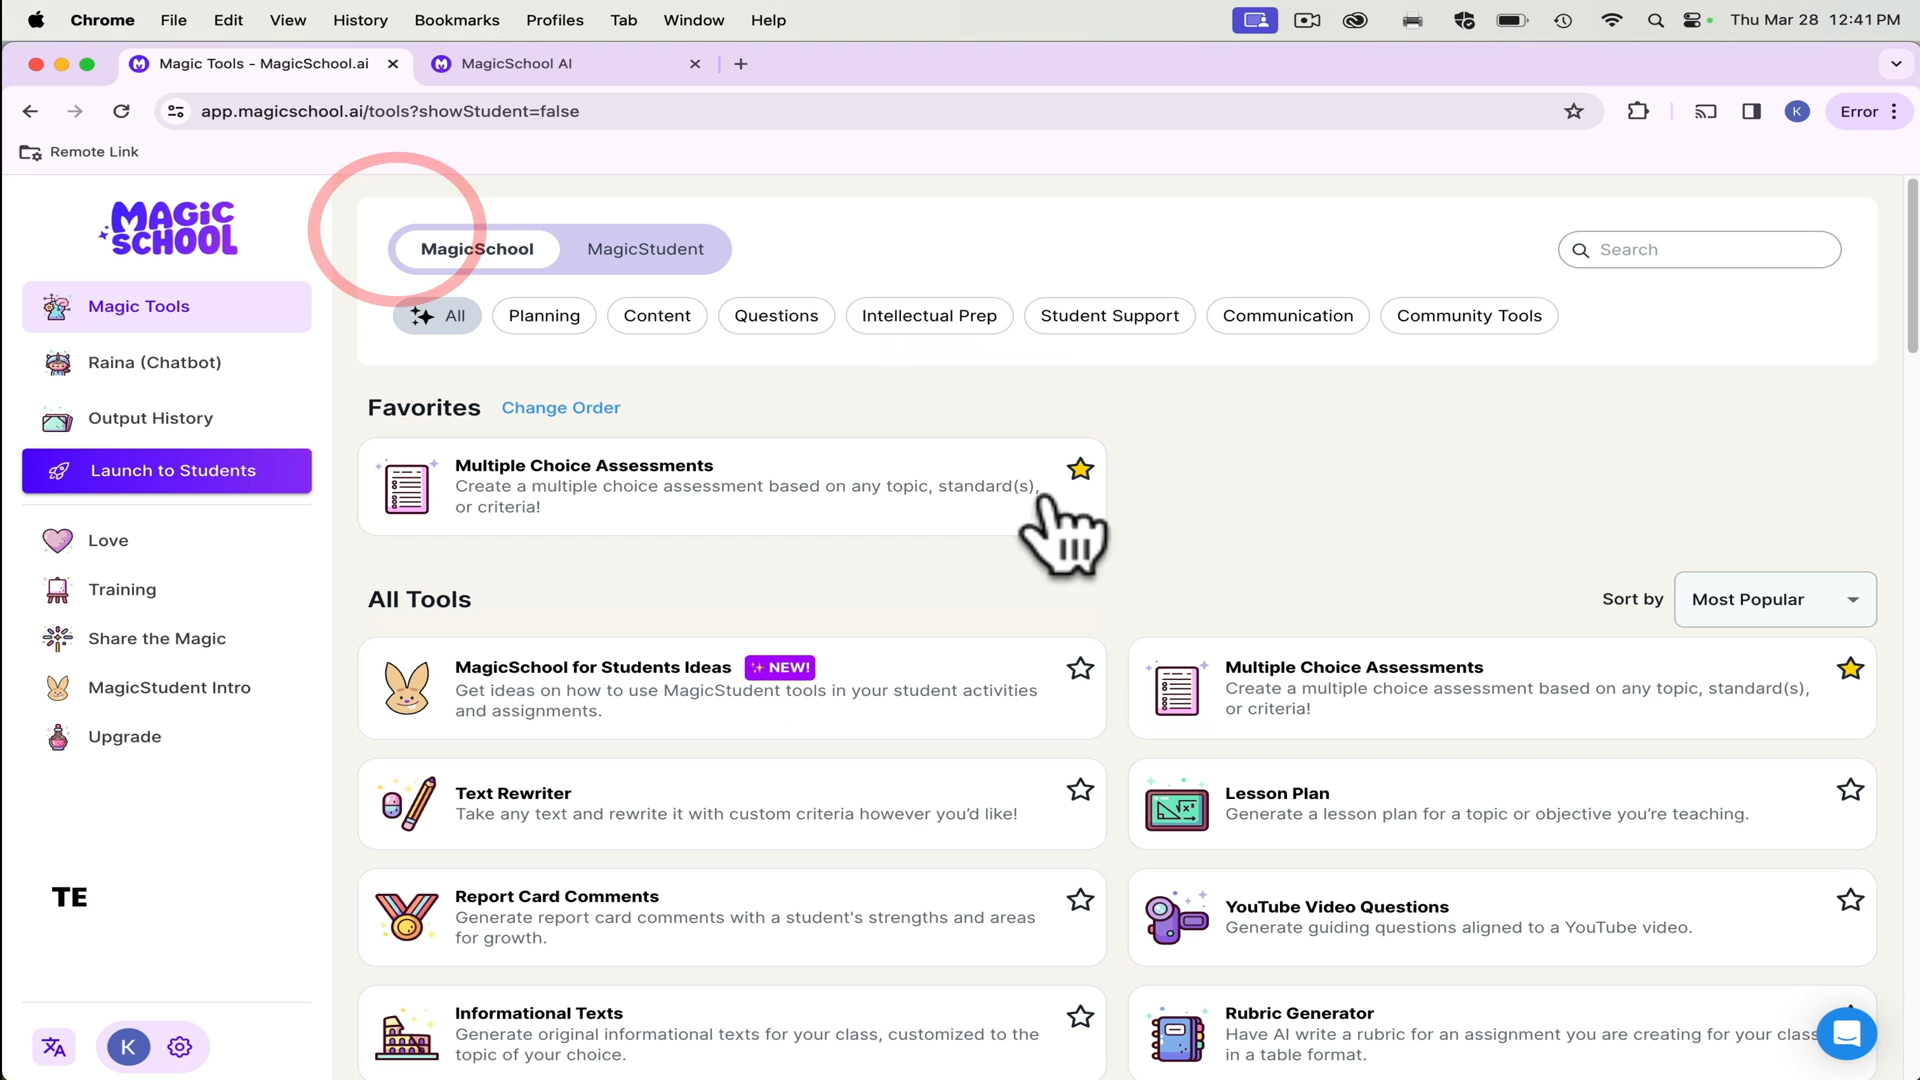 Chrome File Edit View History Bookmarks Profiles Tab Window Help Thu Mar 28 12:41 PM
Magic Tools - MagicSchool.ai MagicSchool AI
app.magicschool.ai/tools?showStudent=false K Error
Remote Link
MAGIC
SCHOOL
Magic Tools
Raina (Chatbot)
Output History
Launch to Students
Love
Training
Share the Magic
MagicStudent Intro
Upgrade
TE
K
MagicSchool MagicStudent Search
All Planning Content Questions Intellectual Prep Student Support Communication Community Tools
Favorites Change Order
Multiple Choice Assessments
Create a multiple choice assessment based on any topic, standard(s),
or criteria!
All Tools Sort by Most Popular
MagicSchool for Students Ideas NEW!
Get ideas on how to use MagicStudent tools in your student activities
and assignments.
Multiple Choice Assessments
Create a multiple choice assessment based on any topic, standard(s),
or criteria!
Text Rewriter
Take any text and rewrite it with custom criteria however you’d like!
Lesson Plan
Generate a lesson plan for a topic or objective you’re teaching.
Report Card Comments
Generate report card comments with a student's strengths and areas
for growth.
YouTube Video Questions
Generate guiding questions aligned to a YouTube video.
Informational Texts
Generate original informational texts for your class, customized to the
topic of your choice.
Rubric Generator
Have AI write a rubric for an assignment you are creating for your class
in a table format.